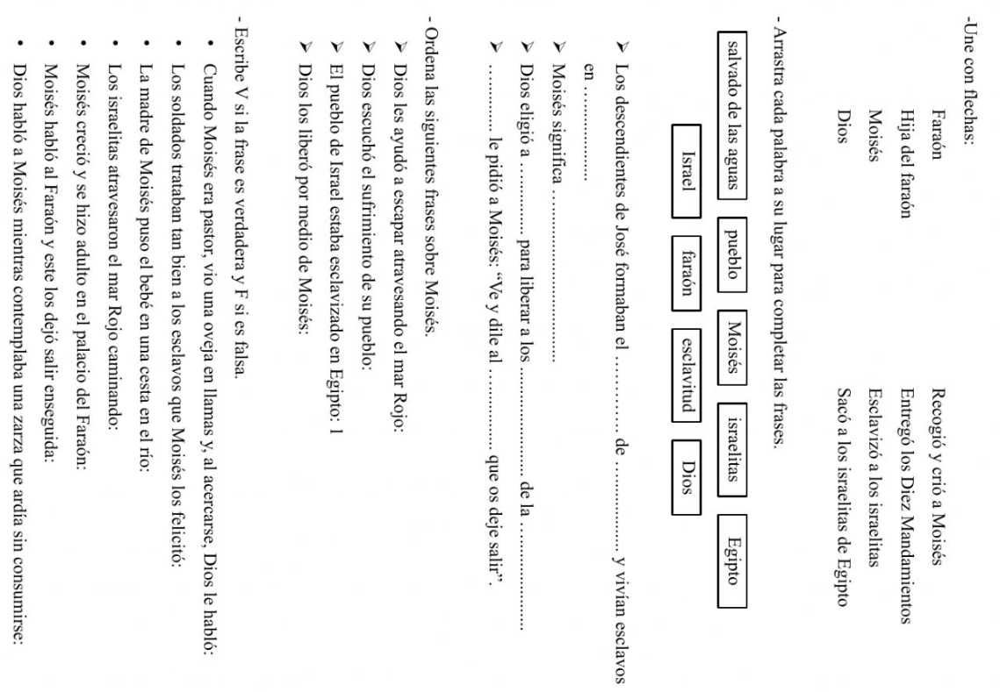 -Une con flechas:
Faraón Recogió y crió a Moisés
Hija del faraón Entregó los Diez Mandamientos
Moisés Esclavizó a los israelitas
Dios Sacó a los israelitas de Egipto
- Arrastra cada palabra a su lugar para completar las frases.
salvado de las aguas pueblo Moisés israelitas Egipto
Israel faraón esclavitud Dios
➢ Los descendientes de José formaban el ………… de …………… y vivían esclavos
en ……………
➢ Moisés significa ……………………………
➢ Dios eligió a ………….. para liberar a los ………………… de la …………………
➢ ………… le pidió a Moisés: “Ve y dile al …………… que os deje salir”.
- Ordena las siguientes frases sobre Moisés.
➢ Dios les ayudó a escapar atravesando el mar Rojo:
➢ Dios escuchó el sufrimiento de su pueblo:
➢ El pueblo de Israel estaba esclavizado en Egipto: 1
➢ Dios los liberó por medio de Moisés:
- Escribe V si la frase es verdadera y F si es falsa.
• Cuando Moisés era pastor, vio una oveja en llamas y, al acercarse, Dios le habló:
• Los soldados trataban tan bien a los esclavos que Moisés los felicitó:
• La madre de Moisés puso el bebé en una cesta en el río:
• Los israelitas atravesaron el mar Rojo caminando:
• Moisés creció y se hizo adulto en el palacio del Faraón:
• Moisés habló al Faraón y este los dejó salir enseguida:
• Dios habló a Moisés mientras contemplaba una zarza que ardía sin consumirse: